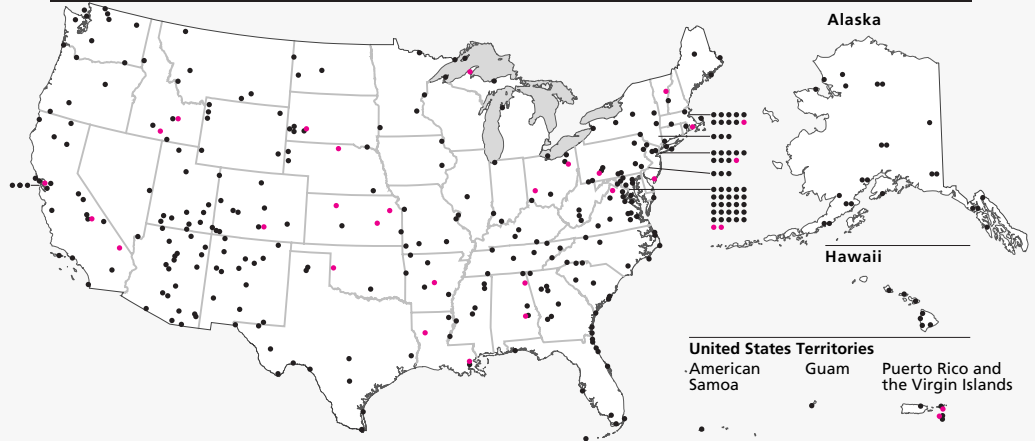 Alaska
Hawaii
United States Territories
American
Samoa
Guam
Puerto Rico and
the Virgin Islands